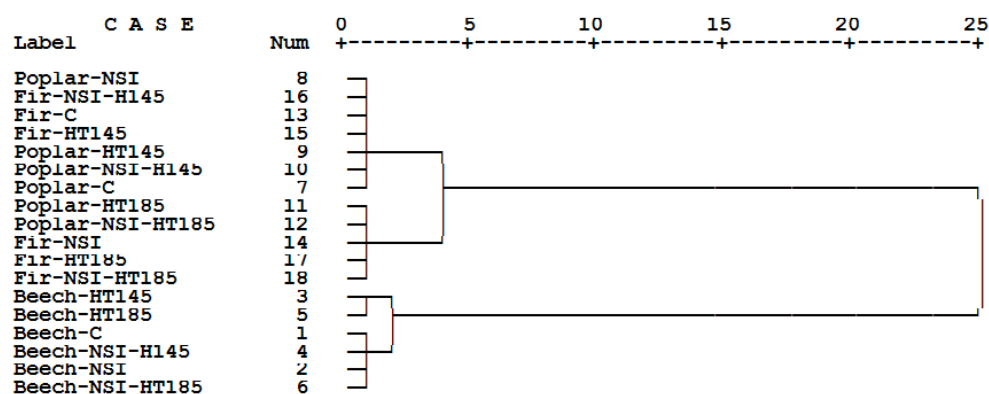 C A S E 0 5 10 15 20 25
Label Num +---------+---------+---------+---------+---------+
Poplar-NSI 8
Fir-NSI-H145 16
Fir-C 13
Fir-HT145 15
Poplar-HT145 9
Poplar-NSI-H145 10
Poplar-C 7
Poplar-HT185 11
Poplar-NSI-HT185 12
Fir-NSI 14
Fir-HT185 17
Fir-NSI-HT185 18
Beech-HT145 3
Beech-HT185 5
Beech-C 1
Beech-NSI-H145 4
Beech-NSI 2
Beech-NSI-HT185 6